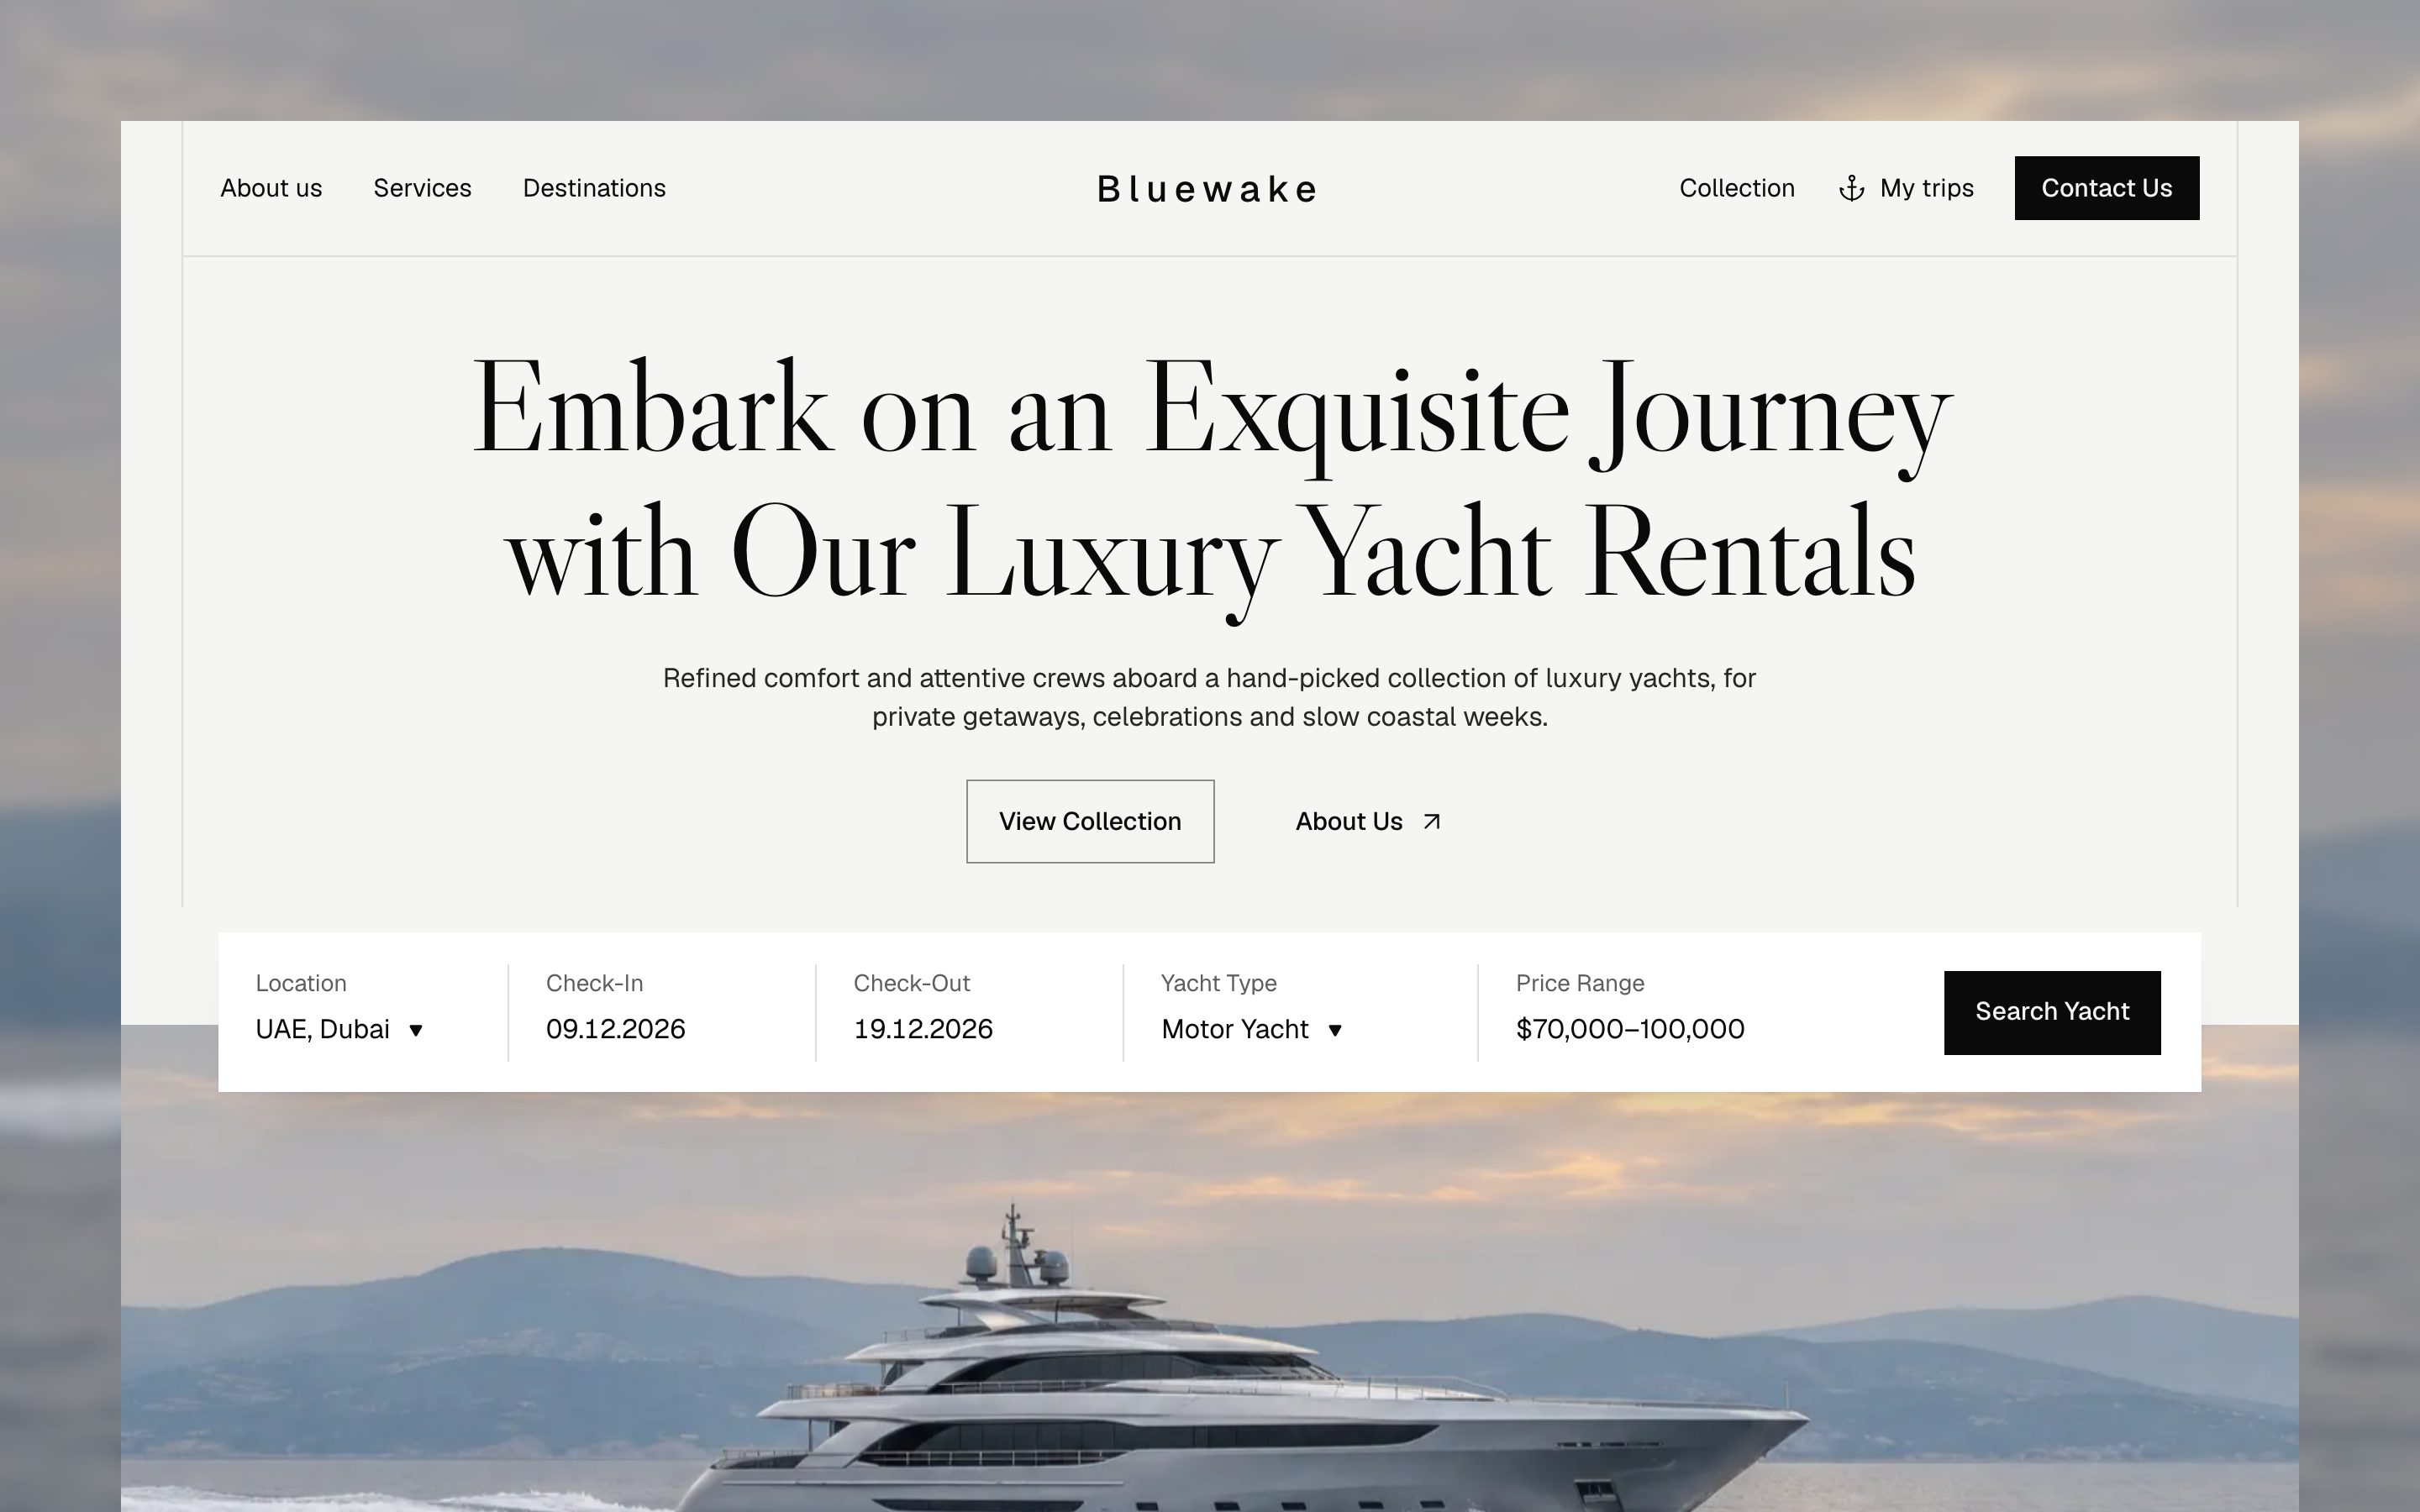 About us
Services
Destinations
Bluewake
Collection
My trips
Contact Us
Embark on an Exquisite Journey
with Our Luxury Yacht Rentals
Refined comfort and attentive crews aboard a hand-picked collection of luxury yachts, for
private getaways, celebrations and slow coastal weeks.
View Collection
About Us
Location
UAE, Dubai
Check-In
09.12.2026
Check-Out
19.12.2026
Yacht Type
Motor Yacht
Price Range
$70,000–100,000
Search Yacht